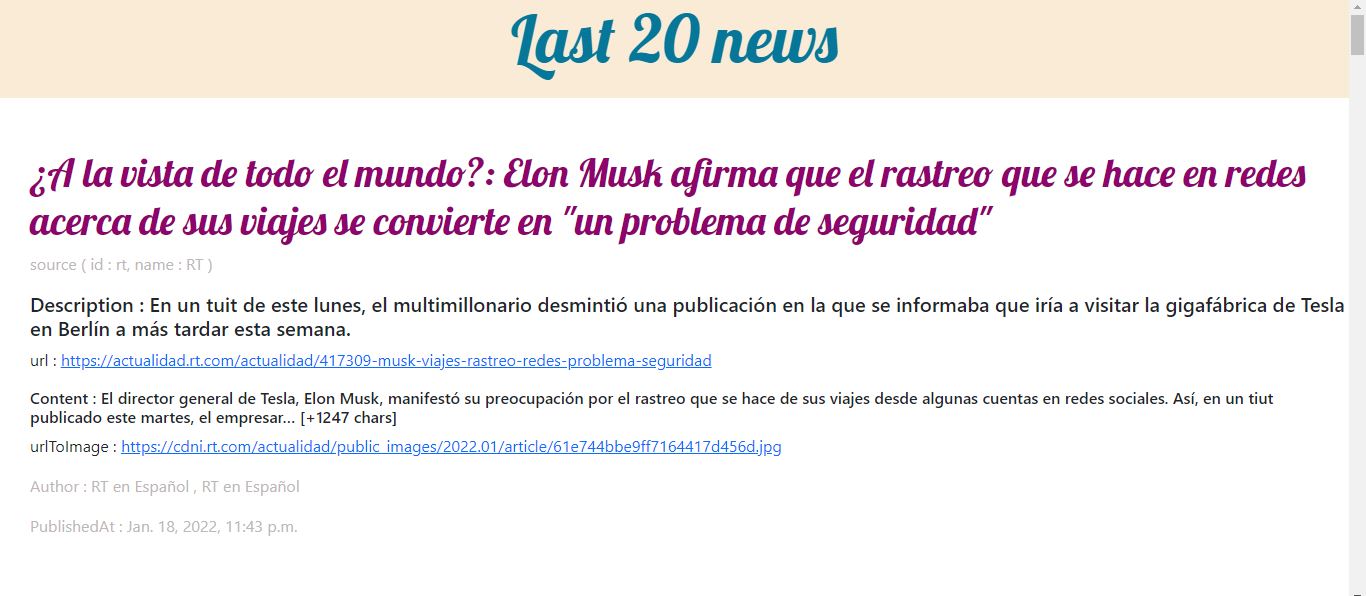 Last 20 news
¿A la vista de todo el mundo?: Elon Musk afirma que el rastreo que se hace en redes
acerca de sus viajes se convierte en "un problema de seguridad"
source ( id : rt, name : RT )
Description : En un tuit de este lunes, el multimillonario desmintió una publicación en la que se informaba que iría a visitar la gigafábrica de Tesla
en Berlín a más tardar esta semana.
url : https://actualidad.rt.com/actualidad/417309-musk-viajes-rastreo-redes-problema-seguridad
Content : El director general de Tesla, Elon Musk, manifestó su preocupación por el rastreo que se hace de sus viajes desde algunas cuentas en redes sociales. Así, en un tiut
publicado este martes, el empresar… [+1247 chars]
urlToImage : https://cdni.rt.com/actualidad/public_images/2022.01/article/61e744bbe9ff7164417d456d.jpg
Author : RT en Español , RT en Español
PublishedAt : Jan. 18, 2022, 11:43 p.m.